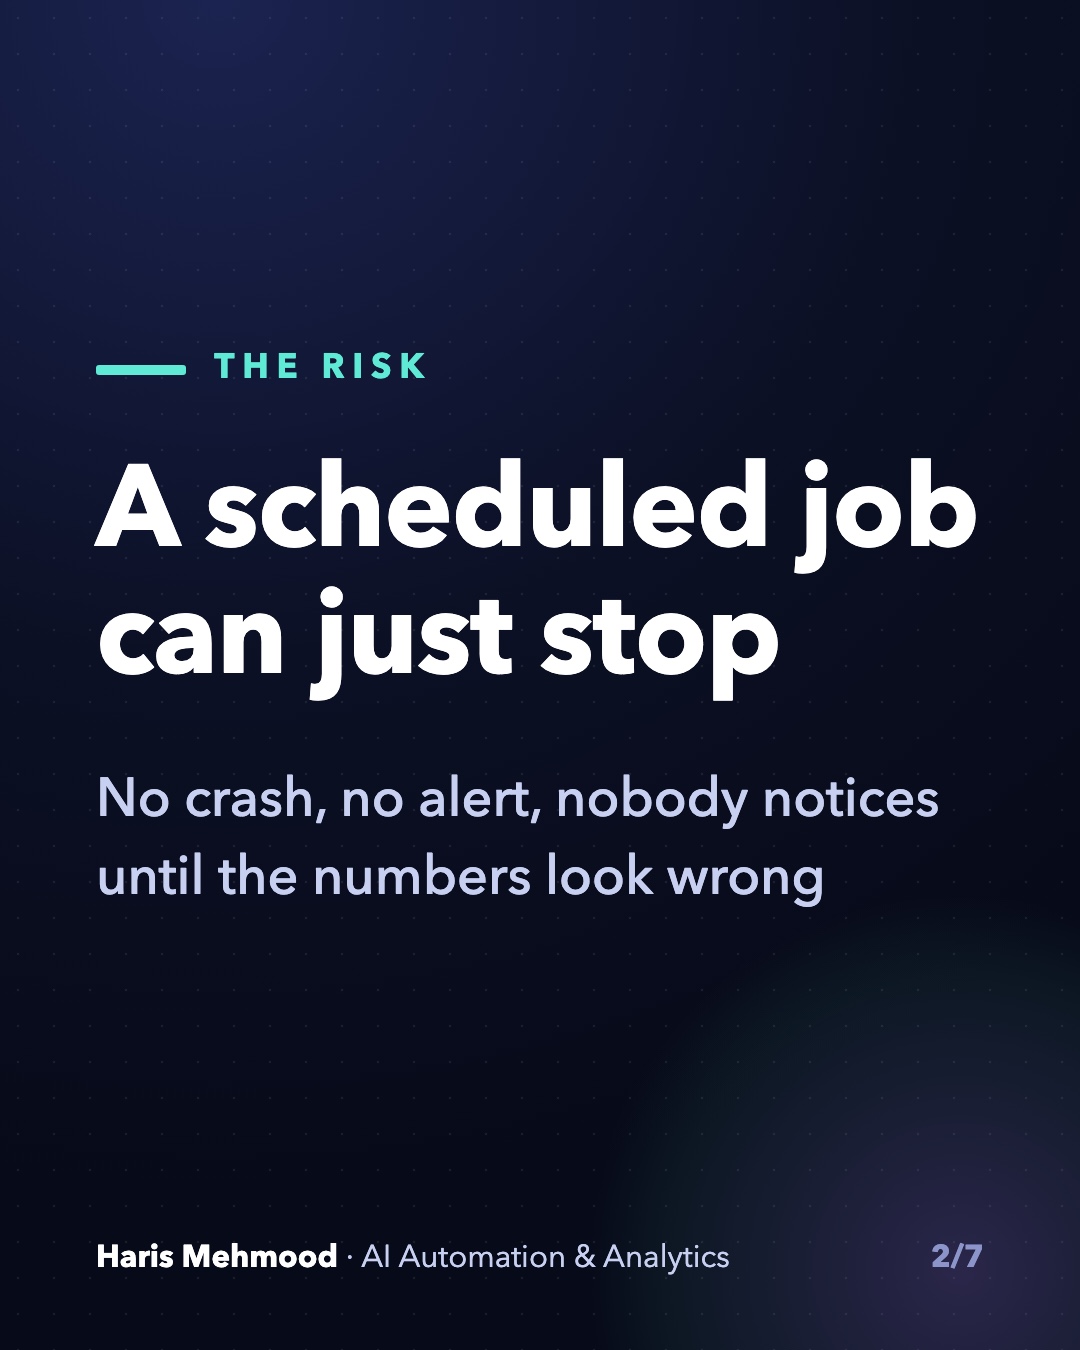 THE RISK
A scheduled job
can just stop
No crash, no alert, nobody notices
until the numbers look wrong
Haris Mehmood · AI Automation & Analytics
2/7